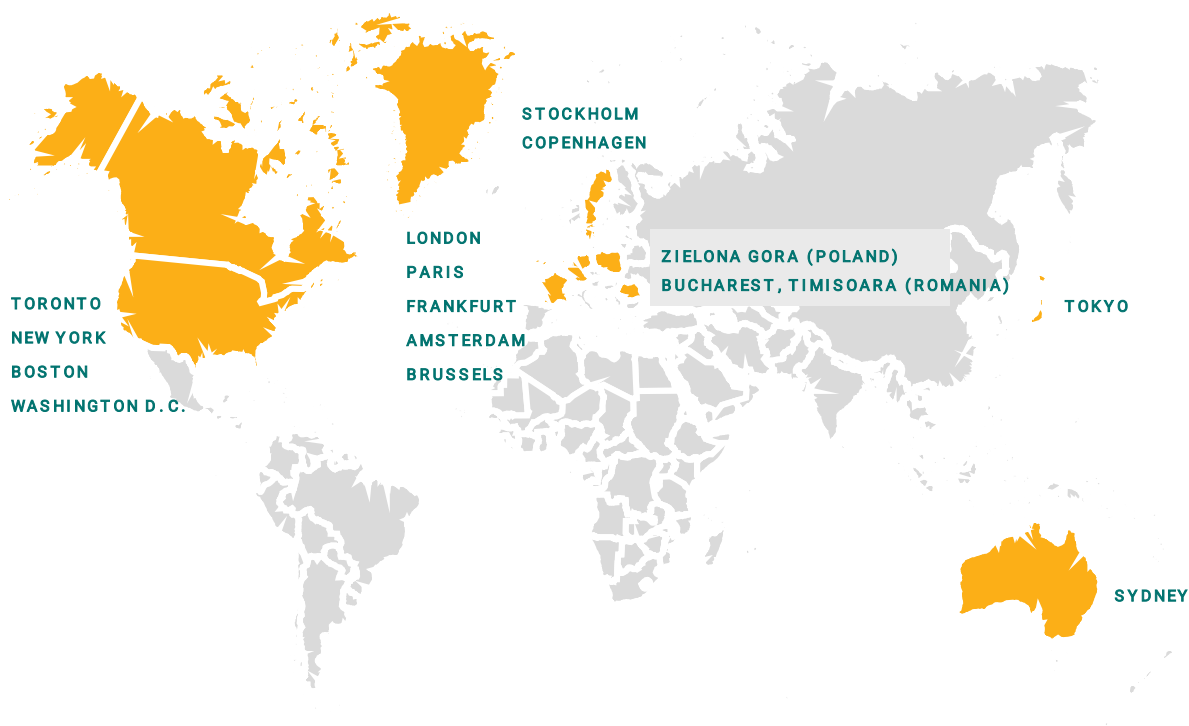 STOCKHOLM
COPENHAGEN
LONDON
PARIS
FRANKFURT
AMSTERDAM
BRUSSELS
ZIELONA GORA (POLAND)
BUCHAREST, TIMISOARA (ROMANIA)
TORONTO
NEW YORK
BOSTON
WASHINGTON D.C.
TOKYO
SYDNEY